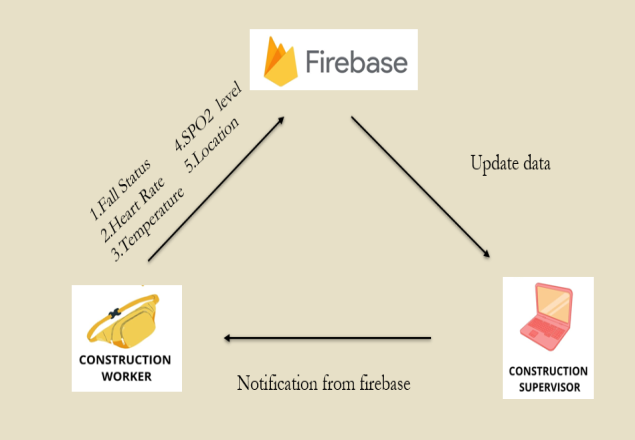 Firebase
1.Fall Status
2.Heart Rate
3.Temperature
4.SPO2 level
5.Location
Update data
CONSTRUCTION
WORKER
CONSTRUCTION
SUPERVISOR
Notification from firebase